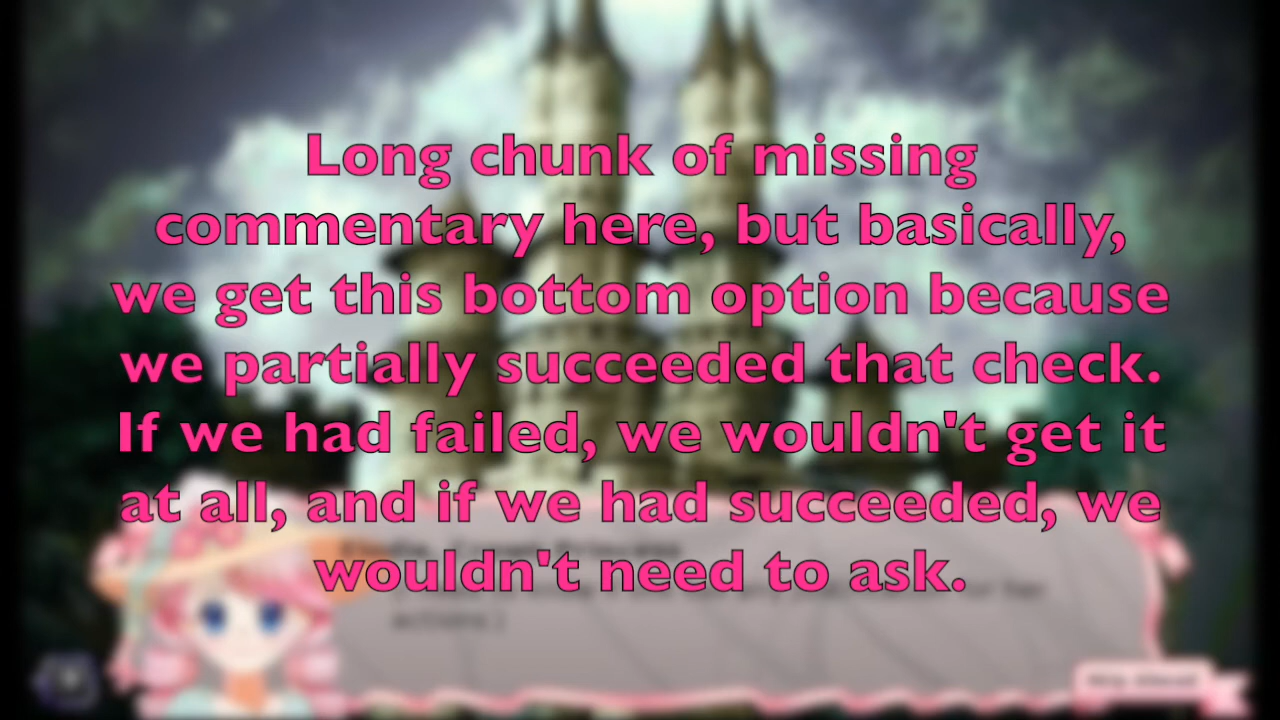 Long chunk of missing
commentary here, but basically,
we get this bottom option because
we partially succeeded that check.
If we had failed, we wouldn't get it
at all, and if we had succeeded, we
wouldn't need to ask.